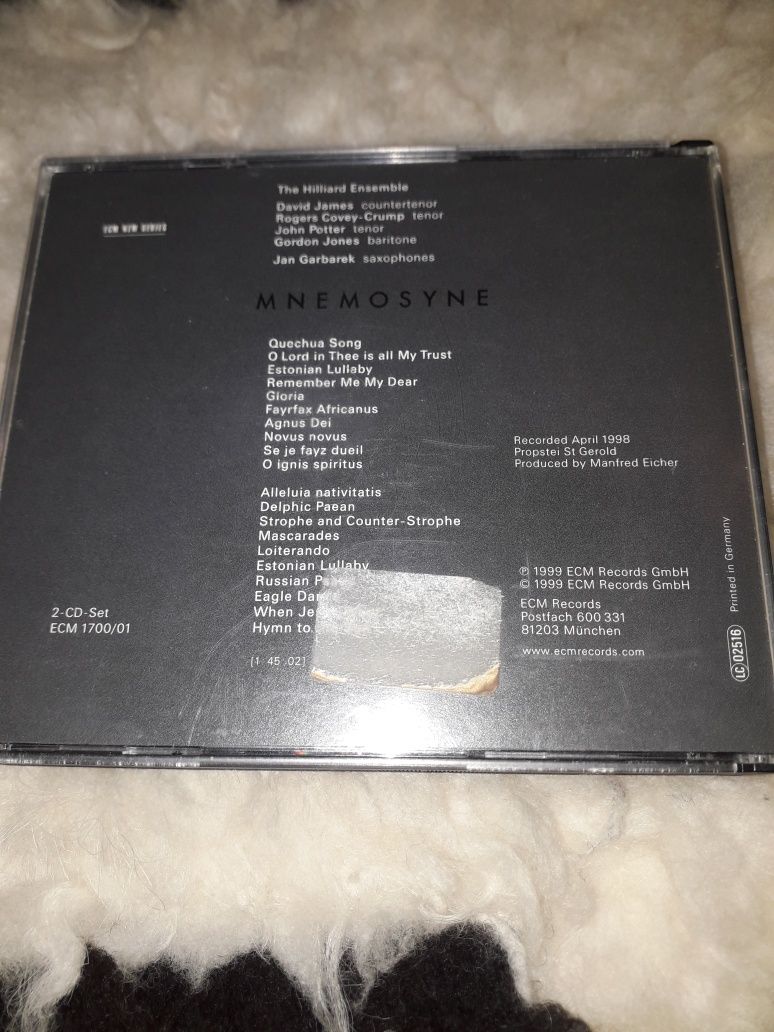 The Hilliard Ensemble
David James countertenor
Rogers Covey-Crump tenor
John Potter tenor
Gordon Jones baritone
Jan Garbarek saxophones
ECM NEW SERIES
MNEMOSYNE
Quechua Song
O Lord in Thee is all My Trust
Estonian Lullaby
Remember Me My Dear
Gloria
Fayrfax Africanus
Agnus Dei
Novus novus
Se je fayz dueil
O ignis spiritus
Alleluia nativitatis
Delphic Paean
Strophe and Counter-Strophe
Mascarades
Loiterando
Estonian Lullaby
Russian
Eagle
When
Hymn to
[1 45 02]
2-CD-Set
ECM 1700/01
Recorded April 1998
Propstei St Gerold
Produced by Manfred Eicher
℗ 1999 ECM Records GmbH
© 1999 ECM Records GmbH
ECM Records
Postfach 600 331
81203 München
www.ecmrecords.com
Printed in Germany
LC 02516